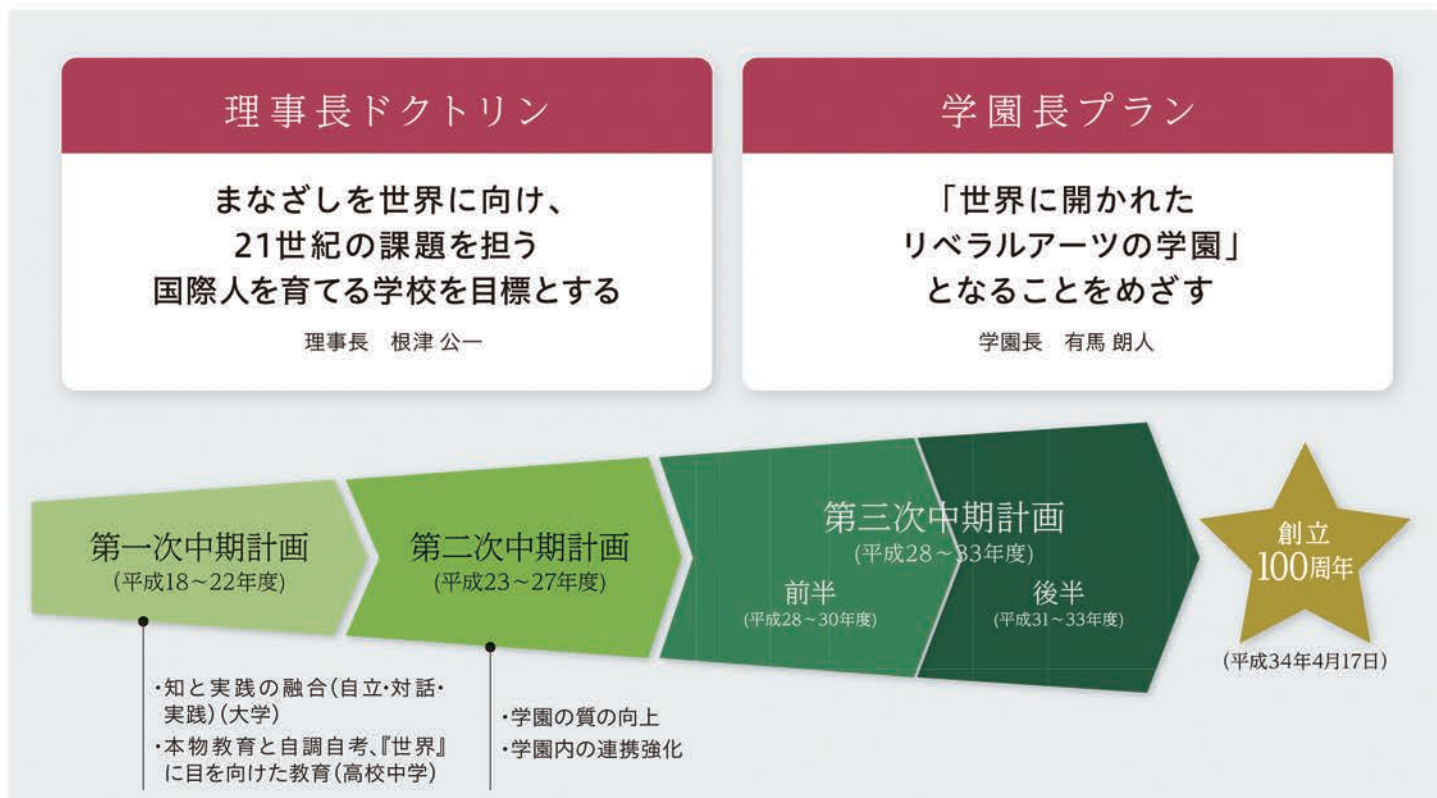 理事長ドクトリン
まなざしを世界に向け、
21世紀の課題を担う
国際人を育てる学校を目標とする
理事長　根津 公一
学園長プラン
「世界に開かれた
リベラルアーツの学園」
となることをめざす
学園長　有馬 朗人
第一次中期計画
(平成18～22年度)
第二次中期計画
(平成23～27年度)
第三次中期計画
(平成28～33年度)
前半
(平成28～30年度)
後半
(平成31～33年度)
創立
100周年
(平成34年4月17日)
・知と実践の融合(自立・対話・
実践)(大学)
・本物教育と自調自考、『世界』
に目を向けた教育(高校中学)
・学園の質の向上
・学園内の連携強化